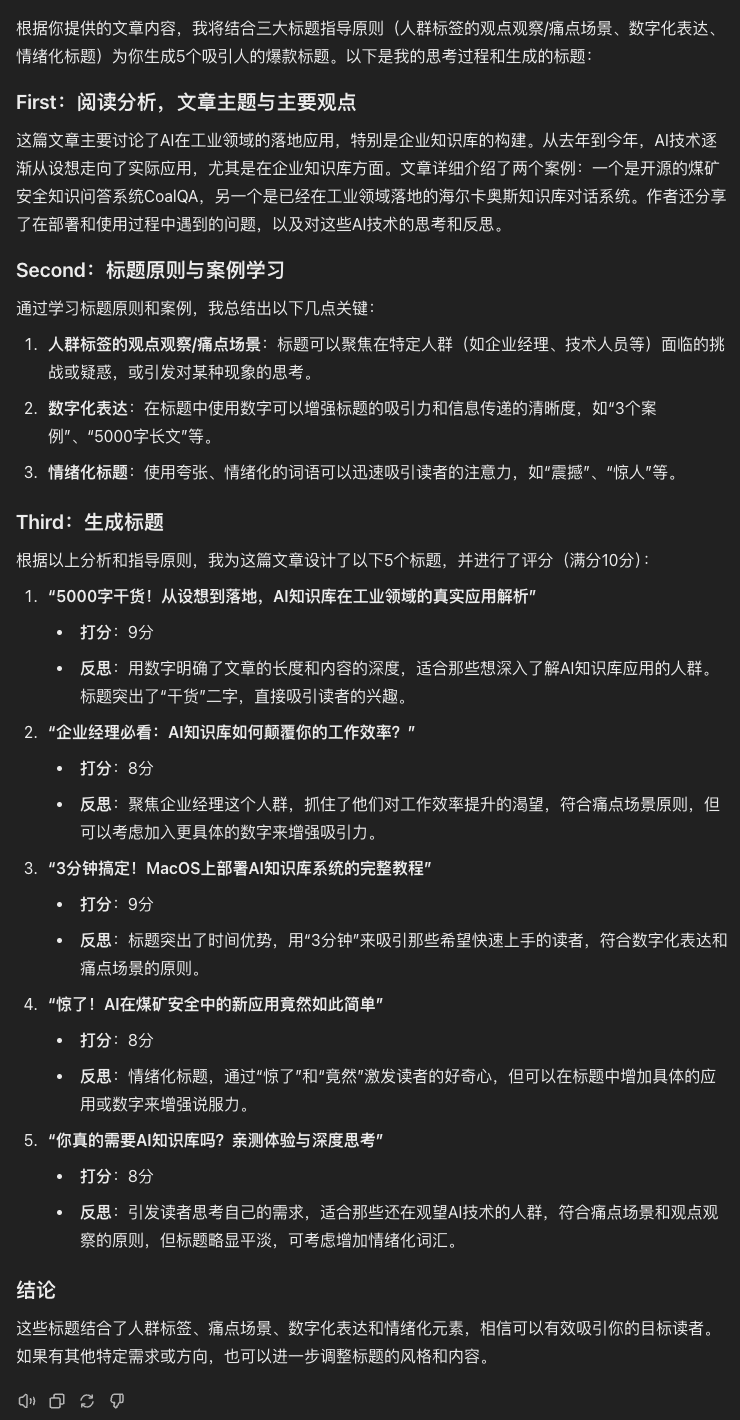 根据你提供的文章内容，我将结合三大标题指导原则（人群标签的观点观察/痛点场景、数字化表达、
情绪化标题）为你生成5个吸引人的爆款标题。以下是我的思考过程和生成的标题：
First：阅读分析，文章主题与主要观点
这篇文章主要讨论了AI在工业领域的落地应用，特别是企业知识库的构建。从去年到今年，AI技术逐
渐从设想走向了实际应用，尤其是在企业知识库方面。文章详细介绍了两个案例：一个是开源的煤矿
安全知识问答系统CoalQA，另一个是已经在工业领域落地的海尔卡奥斯知识库对话系统。作者还分享
了在部署和使用过程中遇到的问题，以及对这些AI技术的思考和反思。
Second：标题原则与案例学习
通过学习标题原则和案例，我总结出以下几点关键：
1. 人群标签的观点观察/痛点场景：标题可以聚焦在特定人群（如企业经理、技术人员等）面临的挑
战或疑惑，或引发对某种现象的思考。
2. 数字化表达：在标题中使用数字可以增强标题的吸引力和信息传递的清晰度，如“3个案
例”、“5000字长文”等。
3. 情绪化标题：使用夸张、情绪化的词语可以迅速吸引读者的注意力，如“震撼”、“惊人”等。
Third：生成标题
根据以上分析和指导原则，我为这篇文章设计了以下5个标题，并进行了评分（满分10分）：
1. “5000字干货！从设想到落地，AI知识库在工业领域的真实应用解析”
• 打分：9分
• 反思：用数字明确了文章的长度和内容的深度，适合那些想深入了解AI知识库应用的人群。
标题突出了“干货”二字，直接吸引读者的兴趣。
2. “企业经理必看：AI知识库如何颠覆你的工作效率？”
• 打分：8分
• 反思：聚焦企业经理这个人群，抓住了他们对工作效率提升的渴望，符合痛点场景原则，但
可以考虑加入更具体的数字来增强吸引力。
3. “3分钟搞定！MacOS上部署AI知识库系统的完整教程”
• 打分：9分
• 反思：标题突出了时间优势，用“3分钟”来吸引那些希望快速上手的读者，符合数字化表达和
痛点场景的原则。
4. “惊了！AI在煤矿安全中的新应用竟然如此简单”
• 打分：8分
• 反思：情绪化标题，通过“惊了”和“竟然”激发读者的好奇心，但可以在标题中增加具体的应
用或数字来增强说服力。
5. “你真的需要AI知识库吗？亲测体验与深度思考”
• 打分：8分
• 反思：引发读者思考自己的需求，适合那些还在观望AI技术的人群，符合痛点场景和观点观
察的原则，但标题略显平淡，可考虑增加情绪化词汇。
结论
这些标题结合了人群标签、痛点场景、数字化表达和情绪化元素，相信可以有效吸引你的目标读者。
如果有其他特定需求或方向，也可以进一步调整标题的风格和内容。